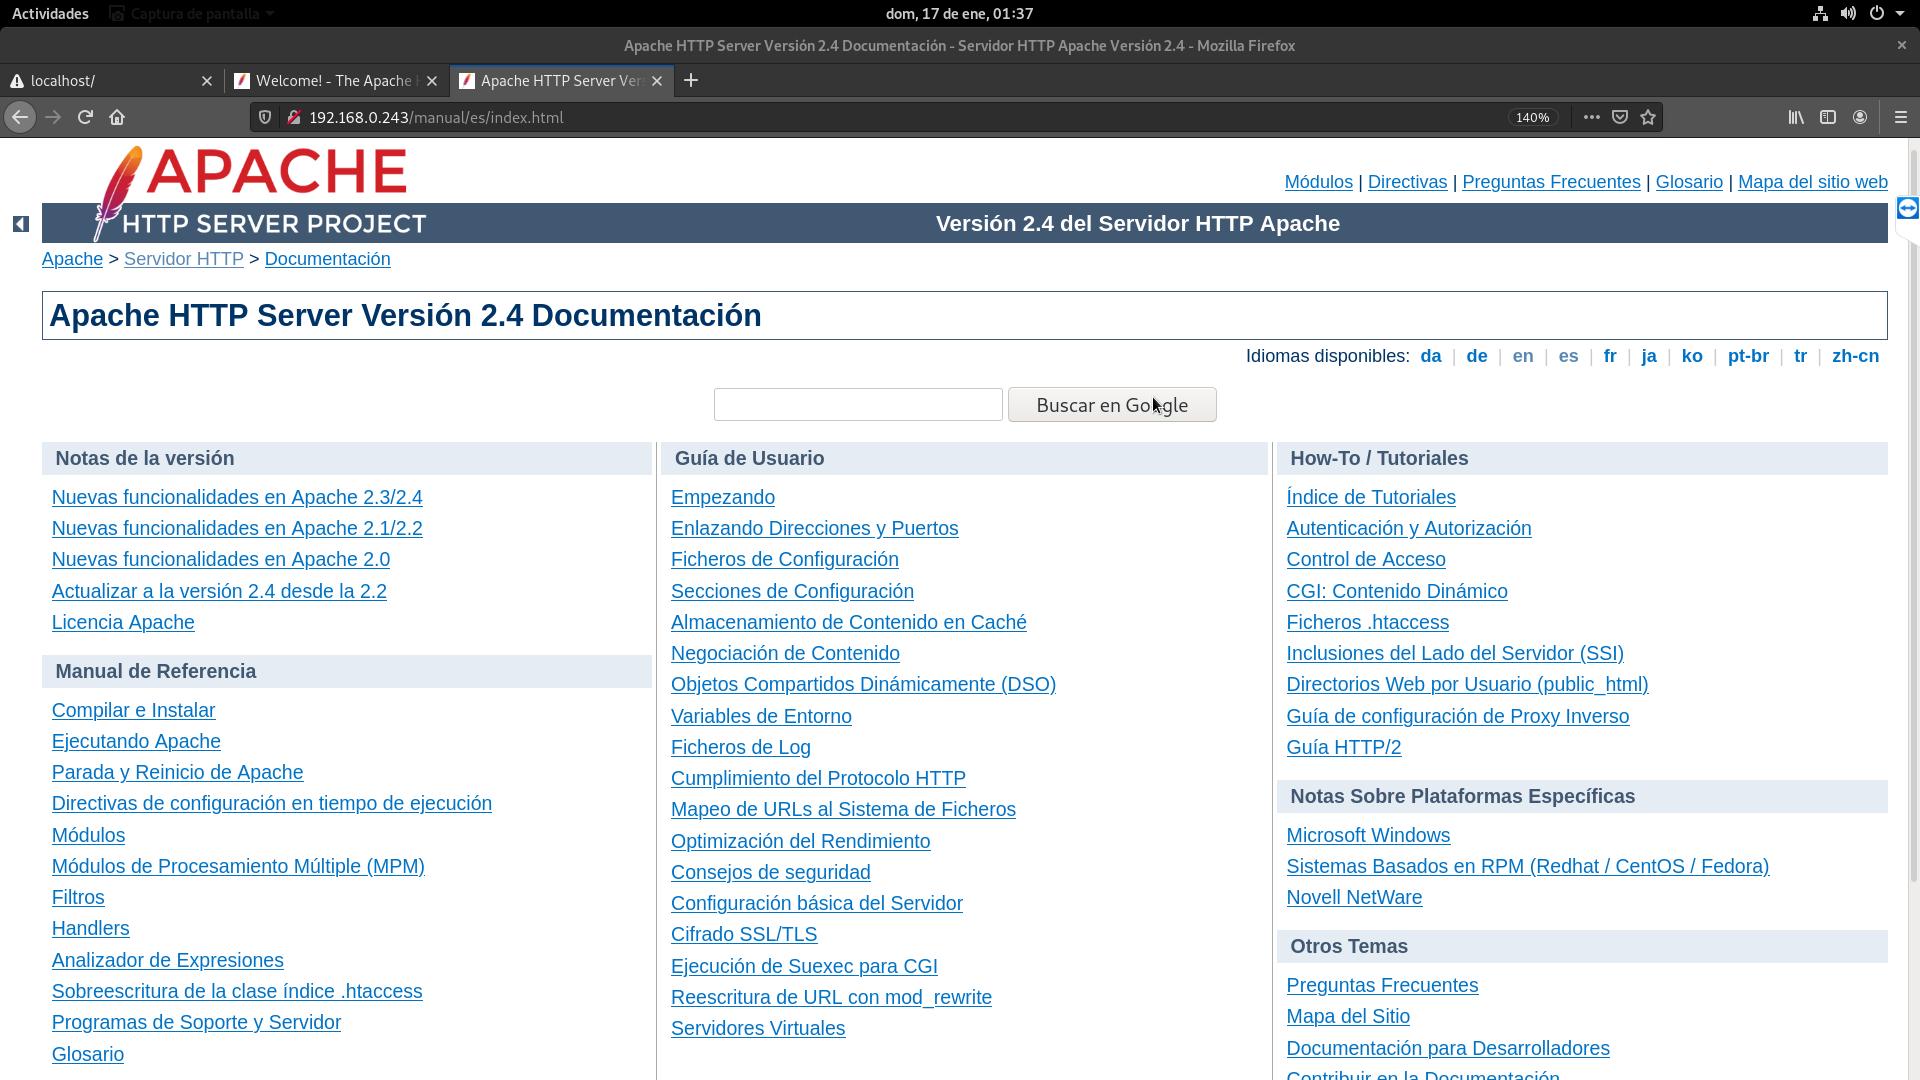 Actividades
Captura de pantalla
dom, 17 de ene, 01:37
Apache HTTP Server Versión 2.4 Documentación - Servidor HTTP Apache Versión 2.4 - Mozilla Firefox
localhost/
Welcome! - The Apache
Apache HTTP Server Ver
192.168.0.243/manual/es/index.html
140%
APACHE
HTTP SERVER PROJECT
Módulos | Directivas | Preguntas Frecuentes | Glosario | Mapa del sitio web
Versión 2.4 del Servidor HTTP Apache
Apache > Servidor HTTP > Documentación
Apache HTTP Server Versión 2.4 Documentación
Idiomas disponibles: da | de | en | es | fr | ja | ko | pt-br | tr | zh-cn
Buscar en Google
Notas de la versión
Nuevas funcionalidades en Apache 2.3/2.4
Nuevas funcionalidades en Apache 2.1/2.2
Nuevas funcionalidades en Apache 2.0
Actualizar a la versión 2.4 desde la 2.2
Licencia Apache
Manual de Referencia
Compilar e Instalar
Ejecutando Apache
Parada y Reinicio de Apache
Directivas de configuración en tiempo de ejecución
Módulos
Módulos de Procesamiento Múltiple (MPM)
Filtros
Handlers
Analizador de Expresiones
Sobreescritura de la clase índice .htaccess
Programas de Soporte y Servidor
Glosario
Guía de Usuario
Empezando
Enlazando Direcciones y Puertos
Ficheros de Configuración
Secciones de Configuración
Almacenamiento de Contenido en Caché
Negociación de Contenido
Objetos Compartidos Dinámicamente (DSO)
Variables de Entorno
Ficheros de Log
Cumplimiento del Protocolo HTTP
Mapeo de URLs al Sistema de Ficheros
Optimización del Rendimiento
Consejos de seguridad
Configuración básica del Servidor
Cifrado SSL/TLS
Ejecución de Suexec para CGI
Reescritura de URL con mod_rewrite
Servidores Virtuales
How-To / Tutoriales
Índice de Tutoriales
Autenticación y Autorización
Control de Acceso
CGI: Contenido Dinámico
Ficheros .htaccess
Inclusiones del Lado del Servidor (SSI)
Directorios Web por Usuario (public_html)
Guía de configuración de Proxy Inverso
Guía HTTP/2
Notas Sobre Plataformas Específicas
Microsoft Windows
Sistemas Basados en RPM (Redhat / CentOS / Fedora)
Novell NetWare
Otros Temas
Preguntas Frecuentes
Mapa del Sitio
Documentación para Desarrolladores
Contribuir en la Documentación